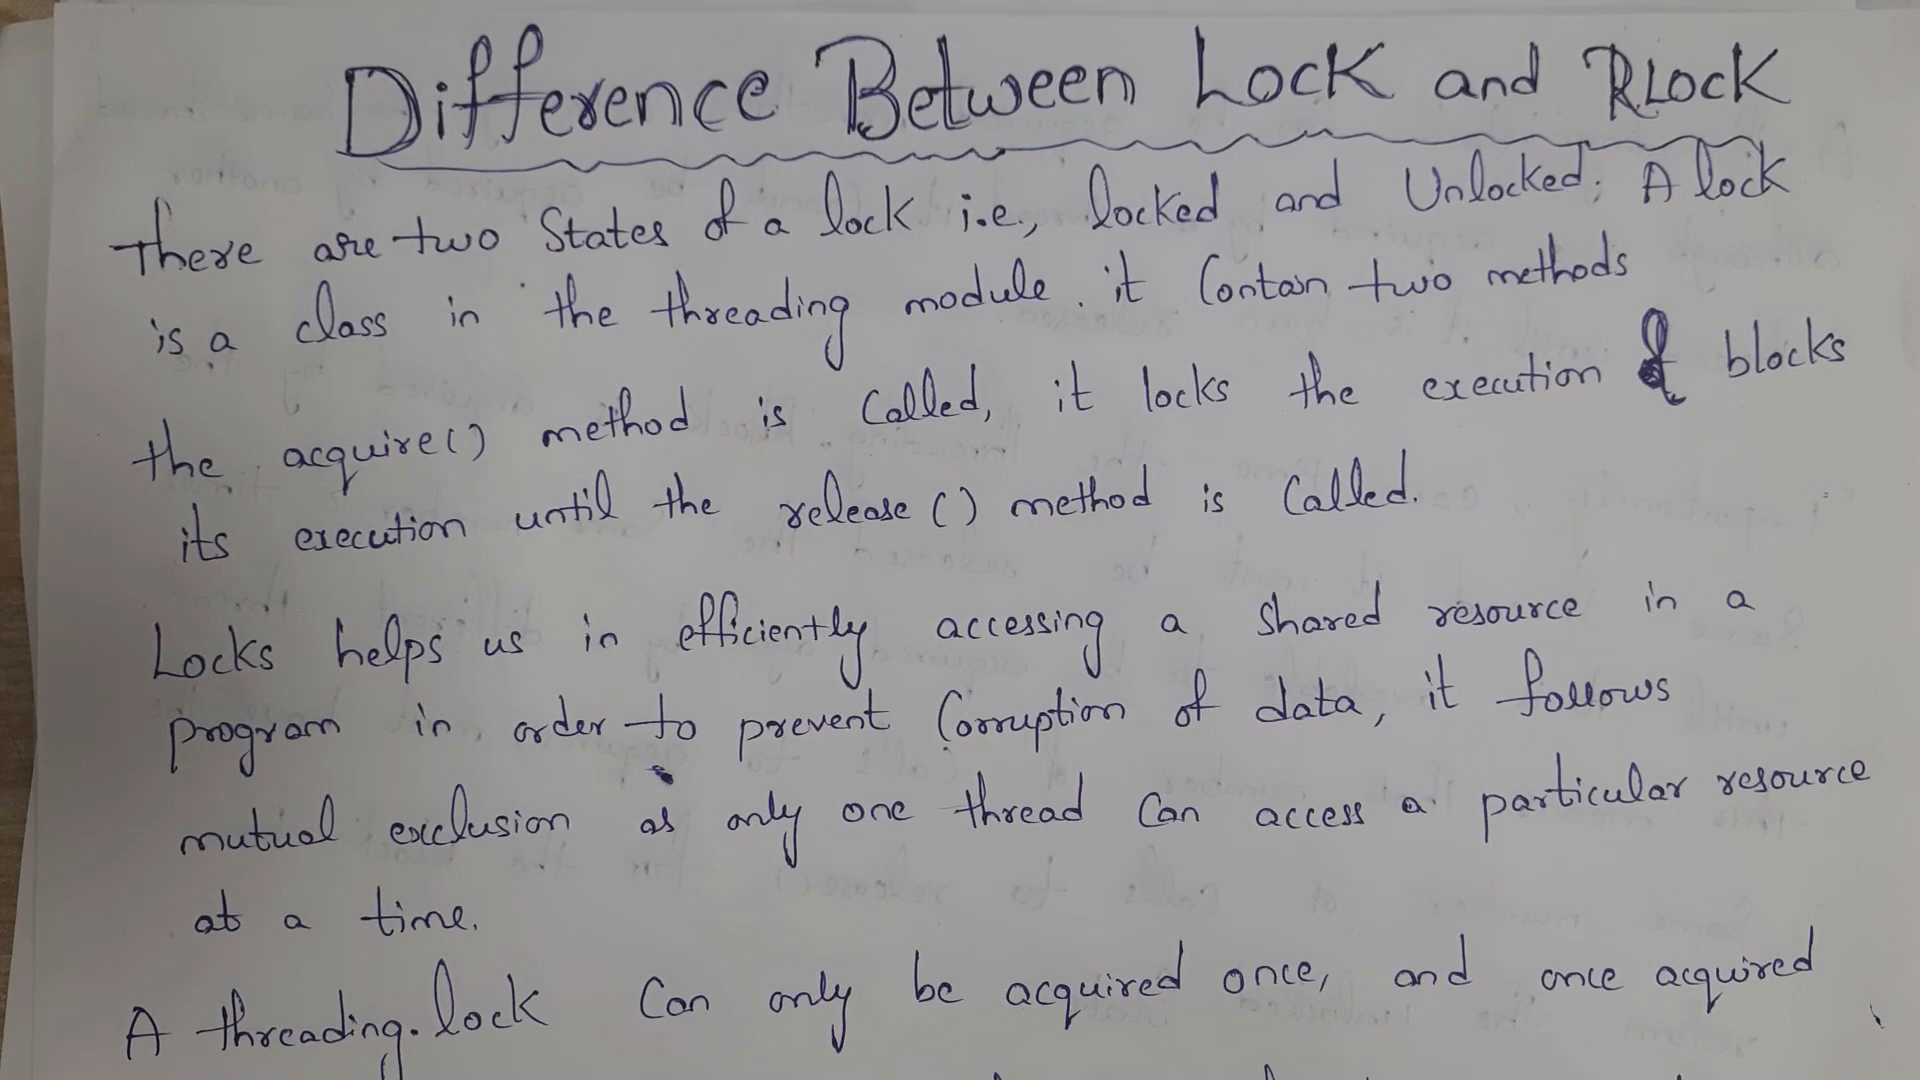 Difference Between Lock and RLock
There are two States of a lock i.e., locked and Unlocked. A lock
is a class in the threading module. it Contain two methods
the acquire() method is Called, it locks the execution & blocks
its execution until the release() method is Called.
Locks helps us in efficiently accessing a Shared resource in a
program in order to prevent Corruption of data, it follows
mutual exclusion as only one thread Can access a particular resource
at a time.
A threading.lock Can only be acquired once, and once acquired